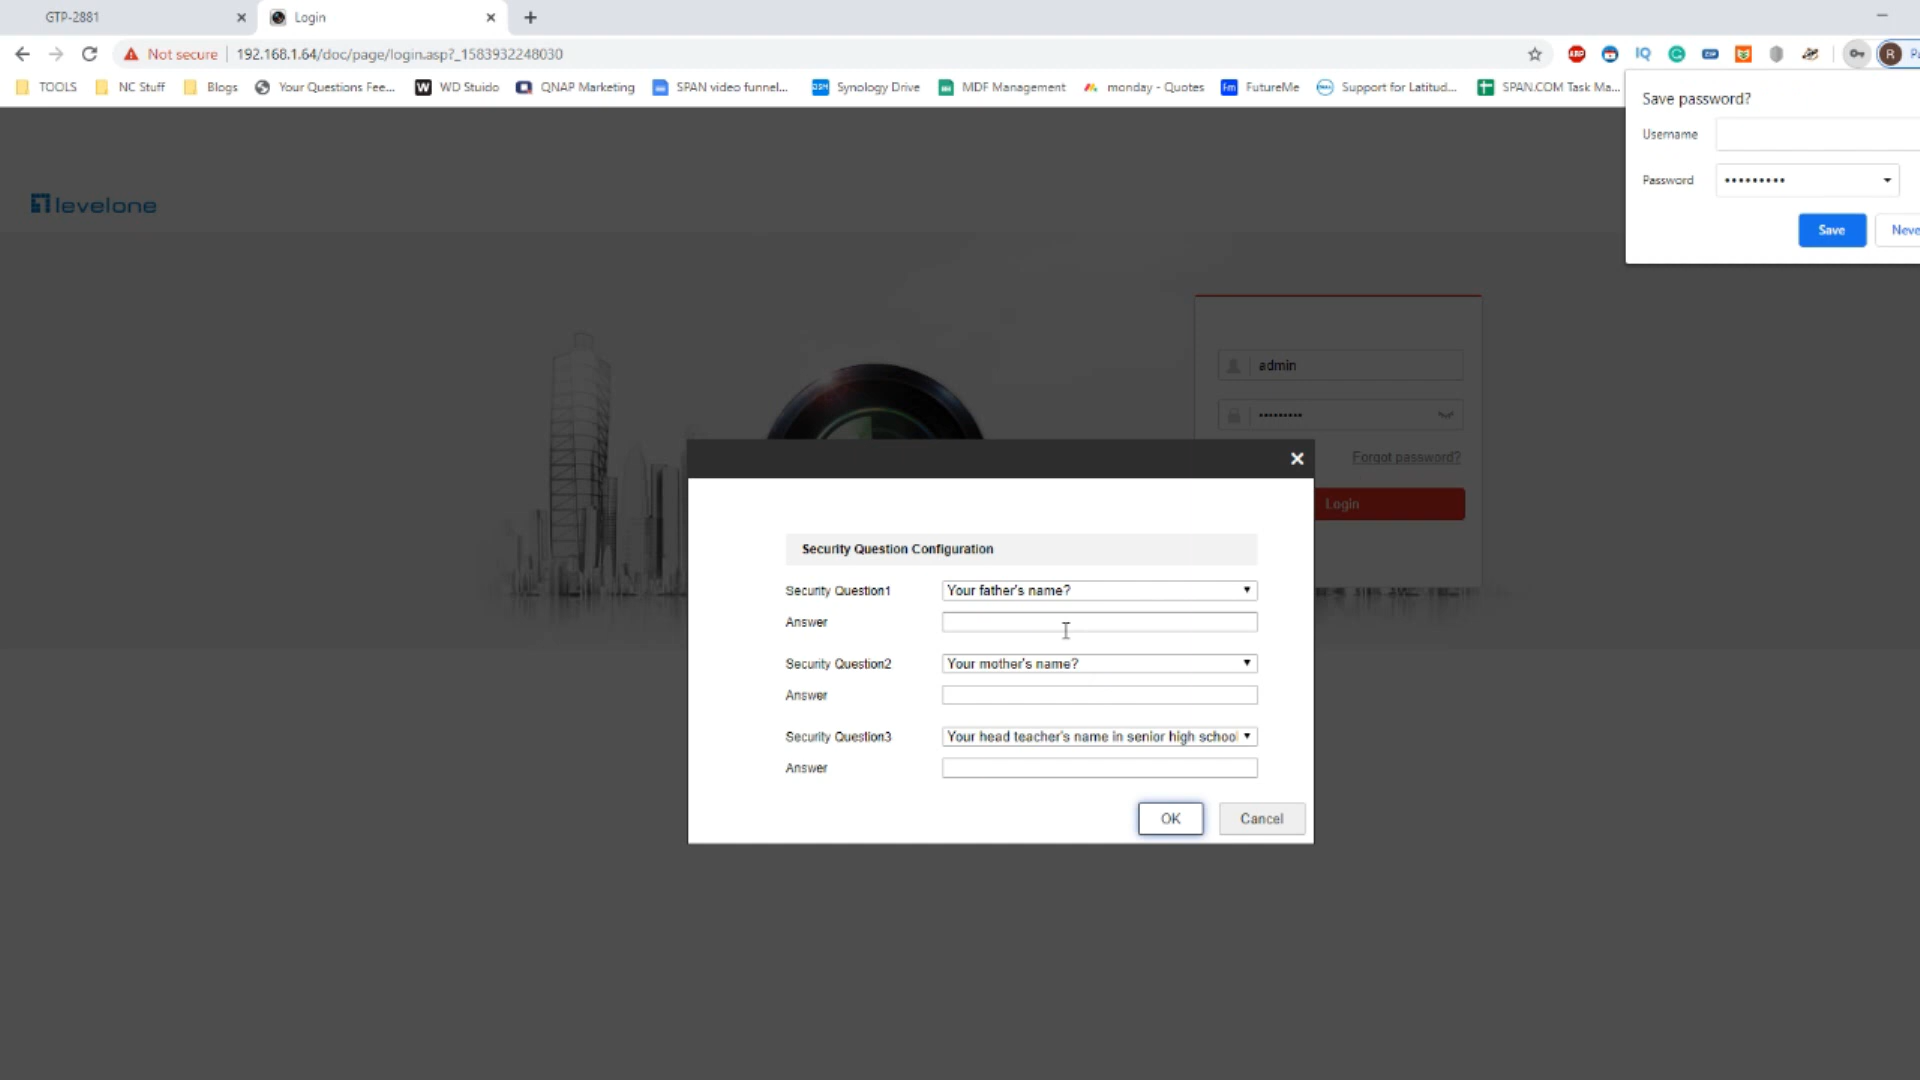 GTP-2881
Login
Not secure
192.168.1.64/doc/page/login.asp?_1583932248030
TOOLS
NC Stuff
Blogs
Your Questions Fee...
WD Stuido
QNAP Marketing
SPAN video funnel...
Synology Drive
MDF Management
monday - Quotes
FutureMe
Support for Latitud...
SPAN.COM Task Ma...
Save password?
Username
Password
Save
Neve
levelone
admin
Forgot password?
Login
Security Question Configuration
Security Question1
Your father's name?
Answer
Security Question2
Your mother's name?
Answer
Security Question3
Your head teacher's name in senior high school
Answer
OK
Cancel